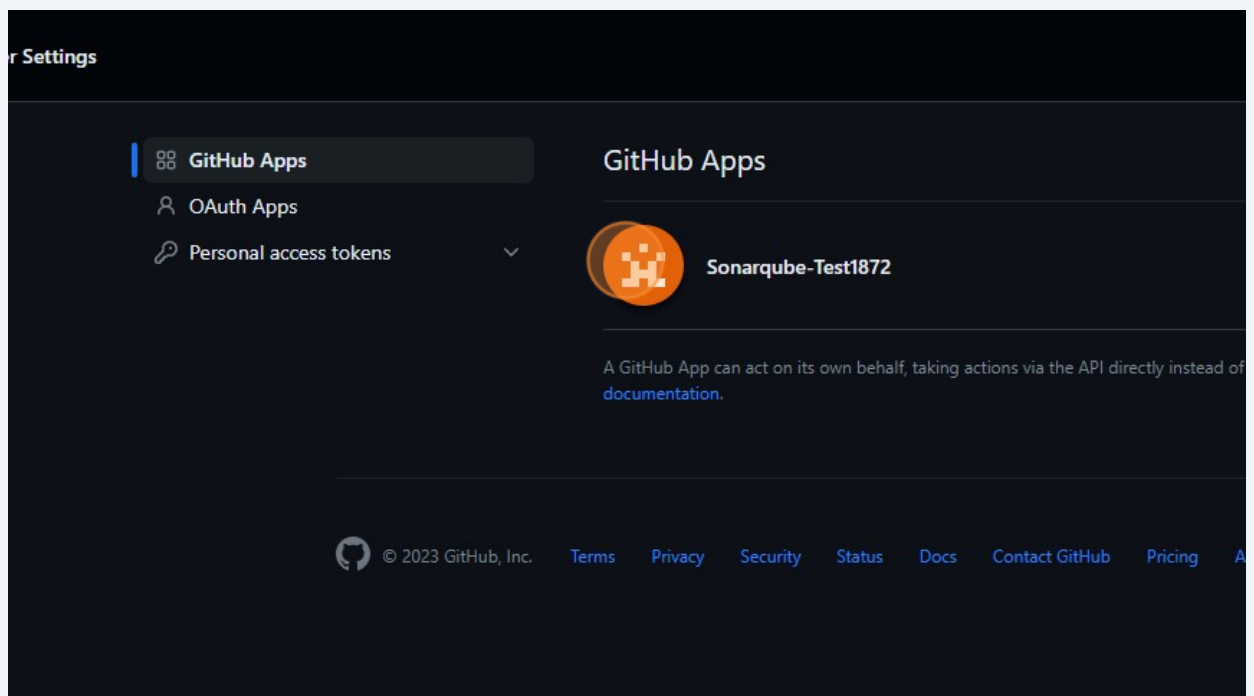 r Settings
GitHub Apps
OAuth Apps
Personal access tokens
GitHub Apps
Sonarqube-Test1872
A GitHub App can act on its own behalf, taking actions via the API directly instead of
documentation.
© 2023 GitHub, Inc. Terms Privacy Security Status Docs Contact GitHub Pricing A